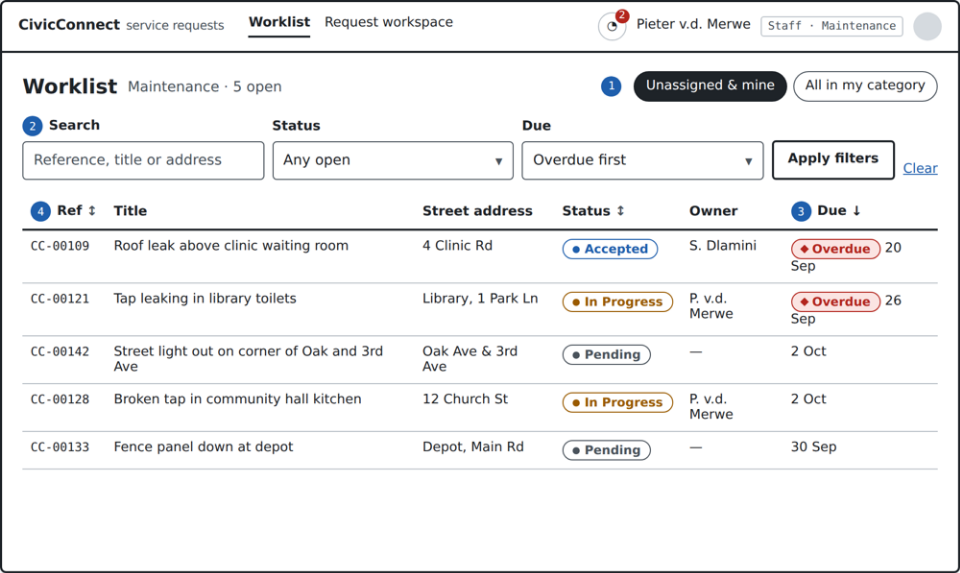 CivicConnect service requests Worklist Request workspace 2 Pieter v.d. Merwe Staff · Maintenance
Worklist Maintenance · 5 open 1 Unassigned & mine All in my category
2 Search Status Due
Reference, title or address Any open ▾ Overdue first ▾ Apply filters Clear
4 Ref ↕ Title Street address Status ↕ Owner 3 Due ↓
CC-00109 Roof leak above clinic waiting room 4 Clinic Rd ● Accepted S. Dlamini ◆ Overdue 20
Sep
CC-00121 Tap leaking in library toilets Library, 1 Park Ln ● In Progress P. v.d. ◆ Overdue 26
Merwe Sep
CC-00142 Street light out on corner of Oak and 3rd Oak Ave & 3rd ● Pending — 2 Oct
Ave Ave
CC-00128 Broken tap in community hall kitchen 12 Church St ● In Progress P. v.d. 2 Oct
Merwe
CC-00133 Fence panel down at depot Depot, Main Rd ● Pending — 30 Sep